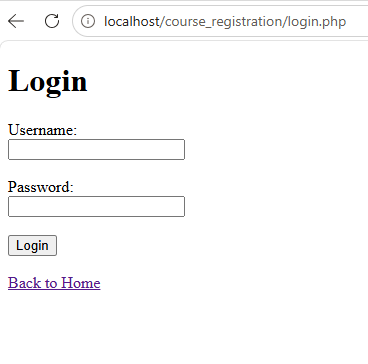 localhost/course_registration/login.php
Login
Username:
Password:
Login
Back to Home